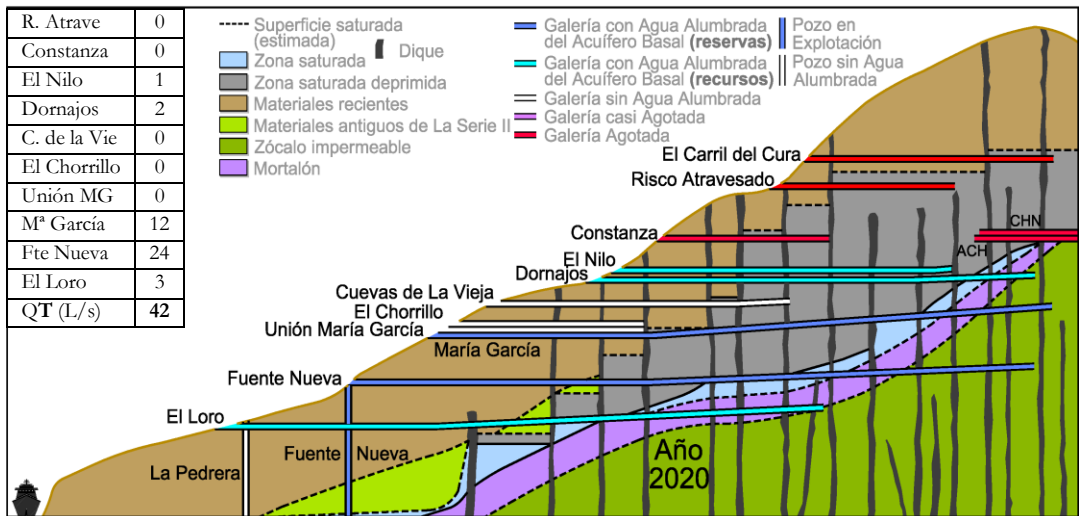 R. Atrave 0
Constanza 0
El Nilo 1
Dornajos 2
C. de la Vie 0
El Chorrillo 0
Unión MG 0
Mª García 12
Fte Nueva 24
El Loro 3
QT (L/s) 42
Superficie saturada
(estimada)
Dique
Zona saturada
Zona saturada deprimida
Materiales recientes
Materiales antiguos de La Serie II
Zócalo impermeable
Mortalón
Galería con Agua Alumbrada
del Acuífero Basal (reservas)
Galería con Agua Alumbrada
del Acuífero Basal (recursos)
Galería sin Agua Alumbrada
Galería casi Agotada
Galería Agotada
Pozo en
Explotación
Pozo sin Agua
Alumbrada
El Carril del Cura
Risco Atravesado
CHN
Constanza
ACH
El Nilo
Dornajos
Cuevas de La Vieja
El Chorrillo
Unión María García
María García
Fuente Nueva
El Loro
Fuente Nueva
La Pedrera
Año
2020